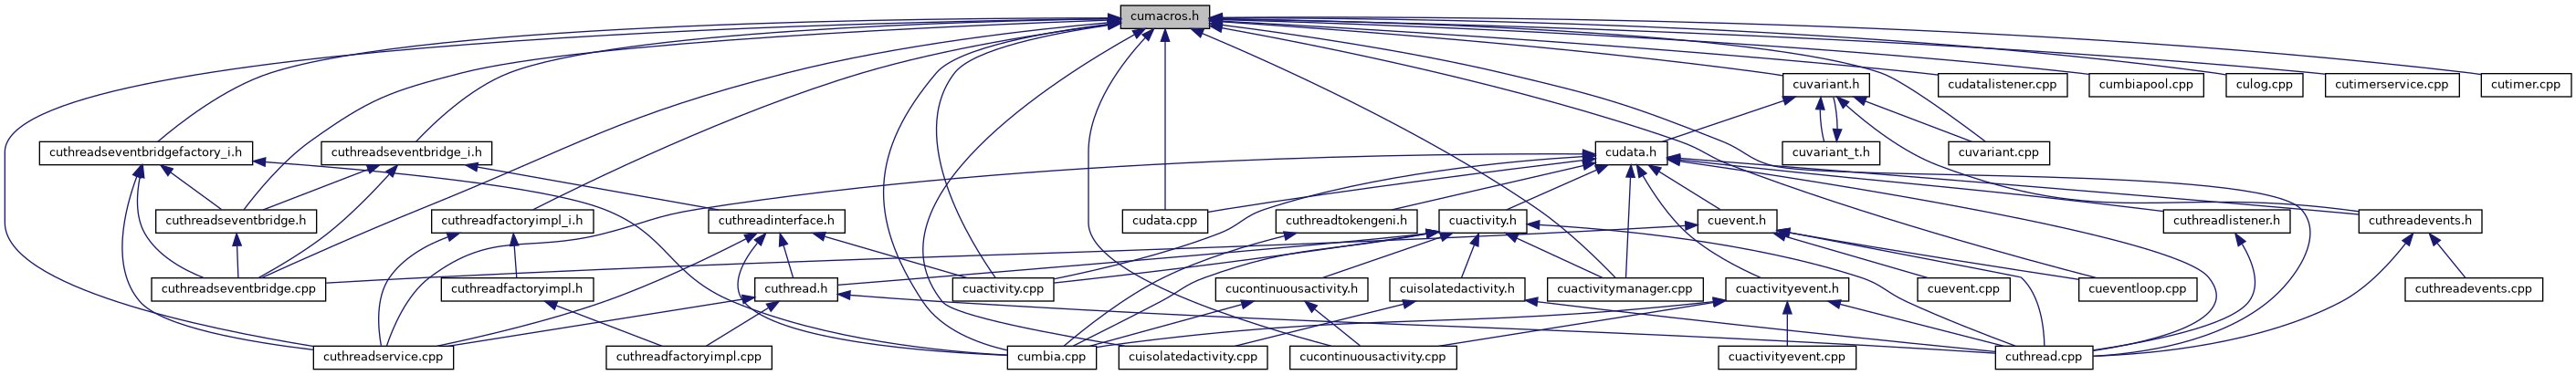 cumacros.h
cuvariant.h
cudatalistener.cpp
cumbiapool.cpp
culog.cpp
cutimerservice.cpp
cutimer.cpp
cuthreadseventbridgefactory_i.h
cuthreadseventbridge_i.h
cudata.h
cuvariant_t.h
cuvariant.cpp
cuthreadseventbridge.h
cuthreadfactoryimpl_i.h
cuthreadinterface.h
cudata.cpp
cuthreadtokengeni.h
cuactivity.h
cuevent.h
cuthreadlistener.h
cuthreadevents.h
cuthreadseventbridge.cpp
cuthreadfactoryimpl.h
cuthread.h
cuactivity.cpp
cucontinuousactivity.h
cuisolatedactivity.h
cuactivitymanager.cpp
cuactivityevent.h
cuevent.cpp
cueventloop.cpp
cuthreadevents.cpp
cuthreadservice.cpp
cuthreadfactoryimpl.cpp
cumbia.cpp
cuisolatedactivity.cpp
cucontinuousactivity.cpp
cuactivityevent.cpp
cuthread.cpp